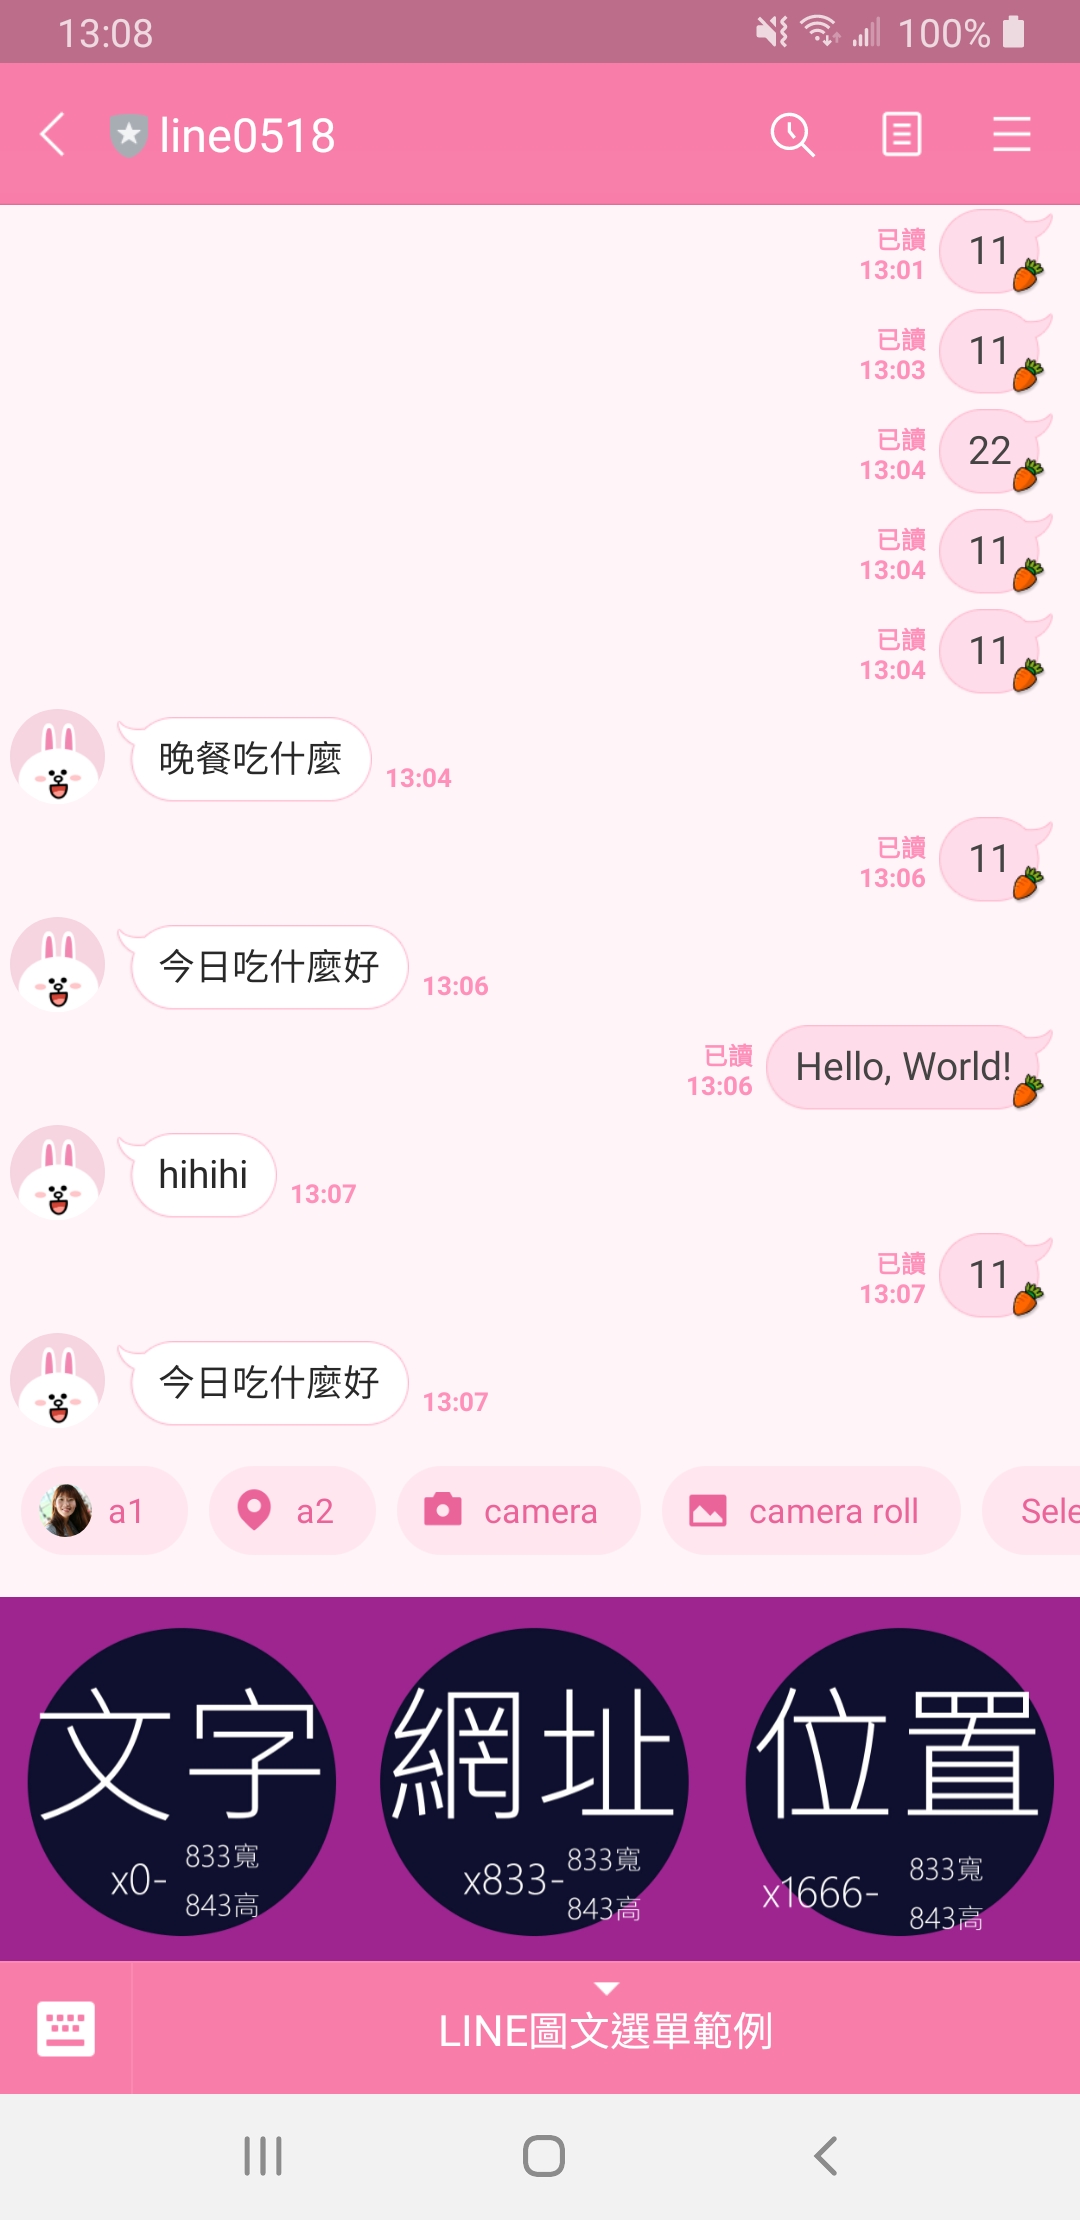 13:08
100%
line0518
已讀
13:01
11
已讀
13:03
11
已讀
13:04
22
已讀
13:04
11
已讀
13:04
11
晚餐吃什麼
13:04
已讀
13:06
11
今日吃什麼好
13:06
已讀
13:06
Hello, World!
hihihi
13:07
已讀
13:07
11
今日吃什麼好
13:07
a1
a2
camera
camera roll
Sele
文字
x0-
833寬
843高
網址
x833-
833寬
843高
位置
x1666-
833寬
843高
LINE圖文選單範例